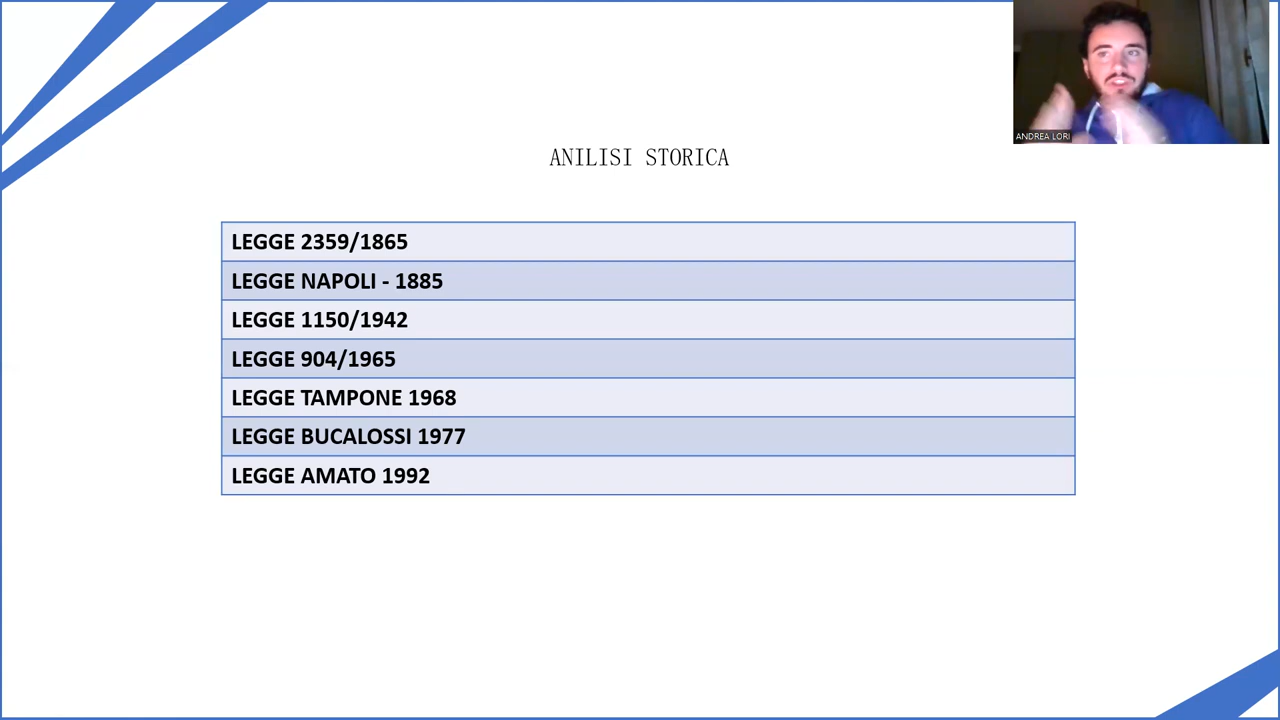 ANDREA LORI
ANILISI STORICA
LEGGE 2359/1865
LEGGE NAPOLI - 1885
LEGGE 1150/1942
LEGGE 904/1965
LEGGE TAMPONE 1968
LEGGE BUCALOSSI 1977
LEGGE AMATO 1992